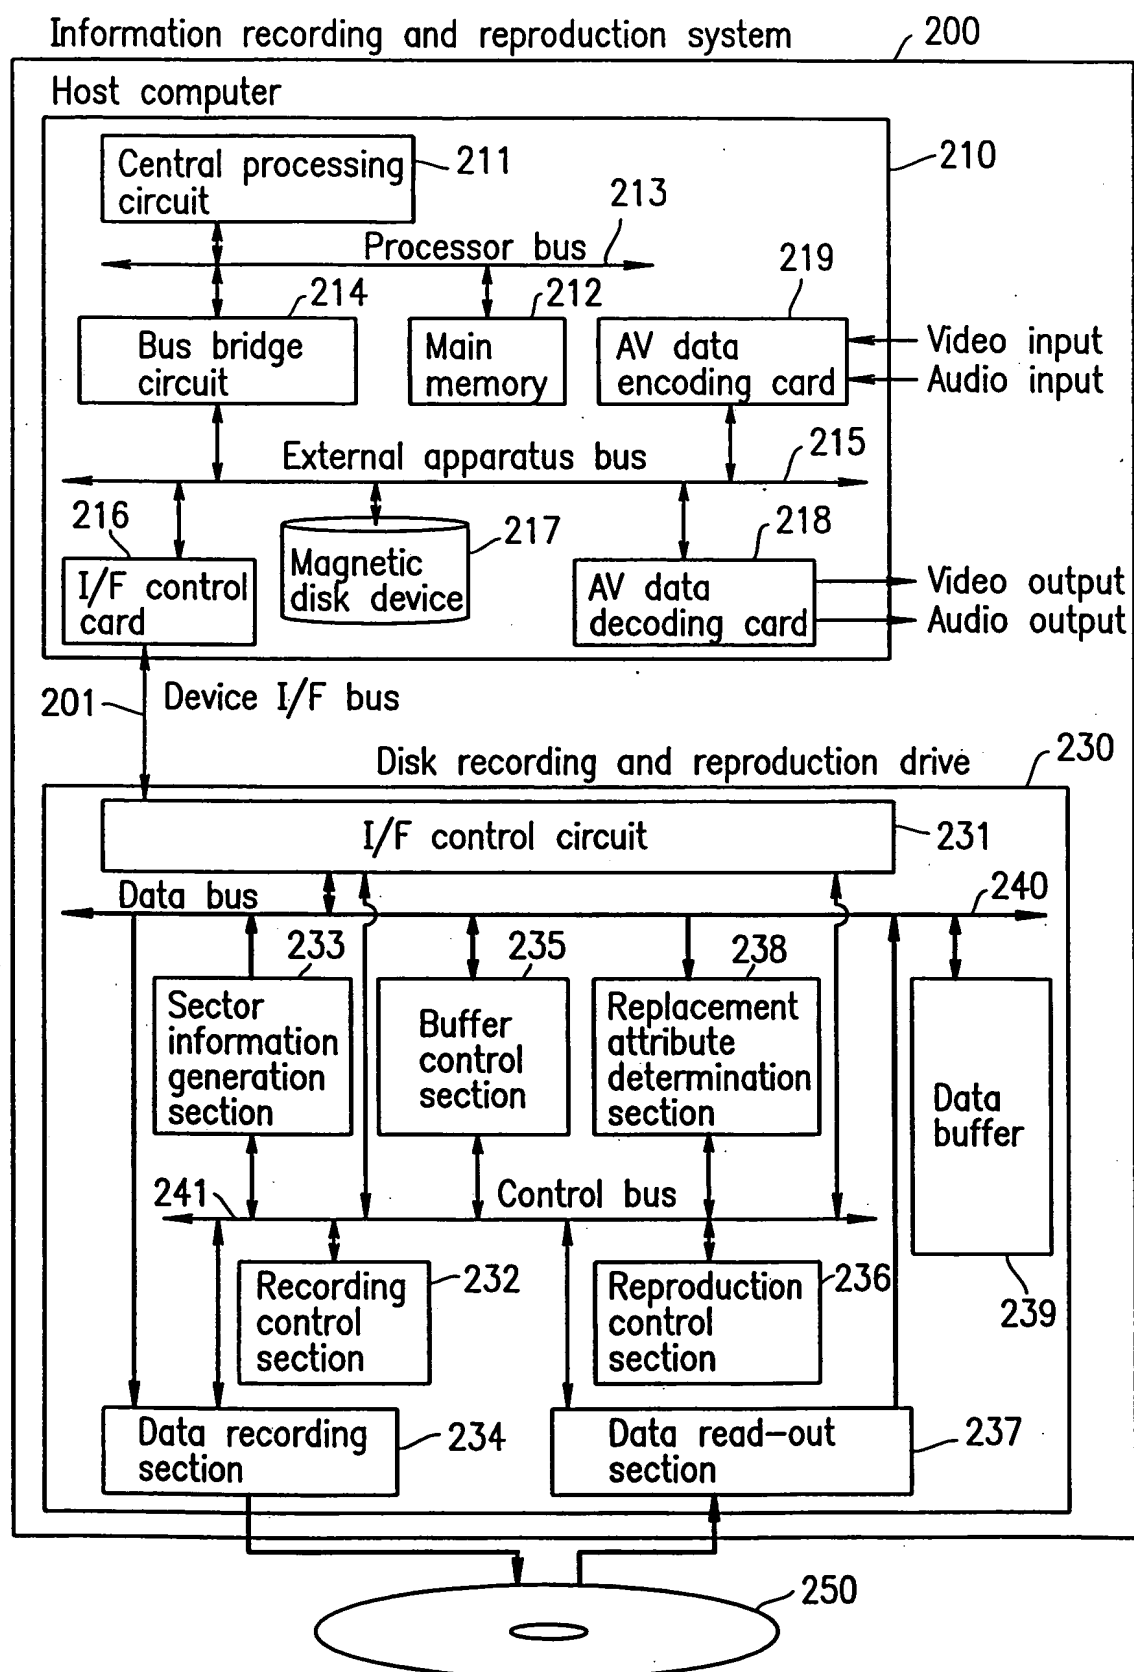 Information recording and reproduction system
200
Host computer
210
Central processing
circuit
211
213
Processor bus
214
212
219
Bus bridge
circuit
Main
memory
AV data
encoding card
Video input
Audio input
External apparatus bus
215
216
217
218
I/F control
card
Magnetic
disk device
AV data
decoding card
Video output
Audio output
201
Device I/F bus
230
Disk recording and reproduction drive
I/F control circuit
231
Data bus
240
233
235
238
Sector
information
generation
section
Buffer
control
section
Replacement
attribute
determination
section
Data
buffer
241
Control bus
239
Recording
control
section
232
Reproduction
control
section
236
Data recording
section
234
Data read-out
section
237
250